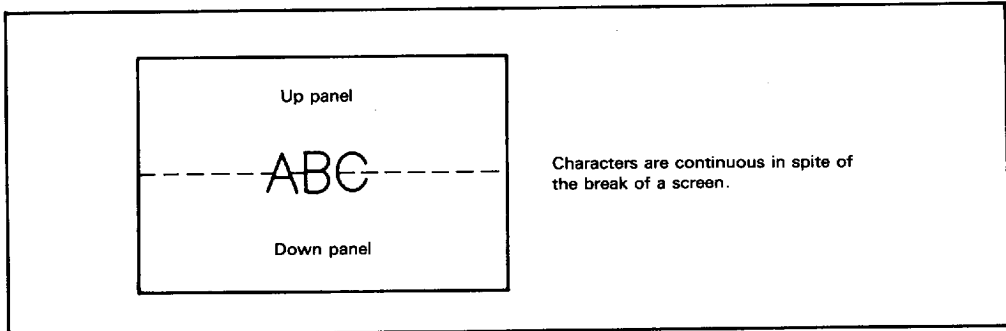 Up panel
ABC
Characters are continuous in spite of
the break of a screen.
Down panel